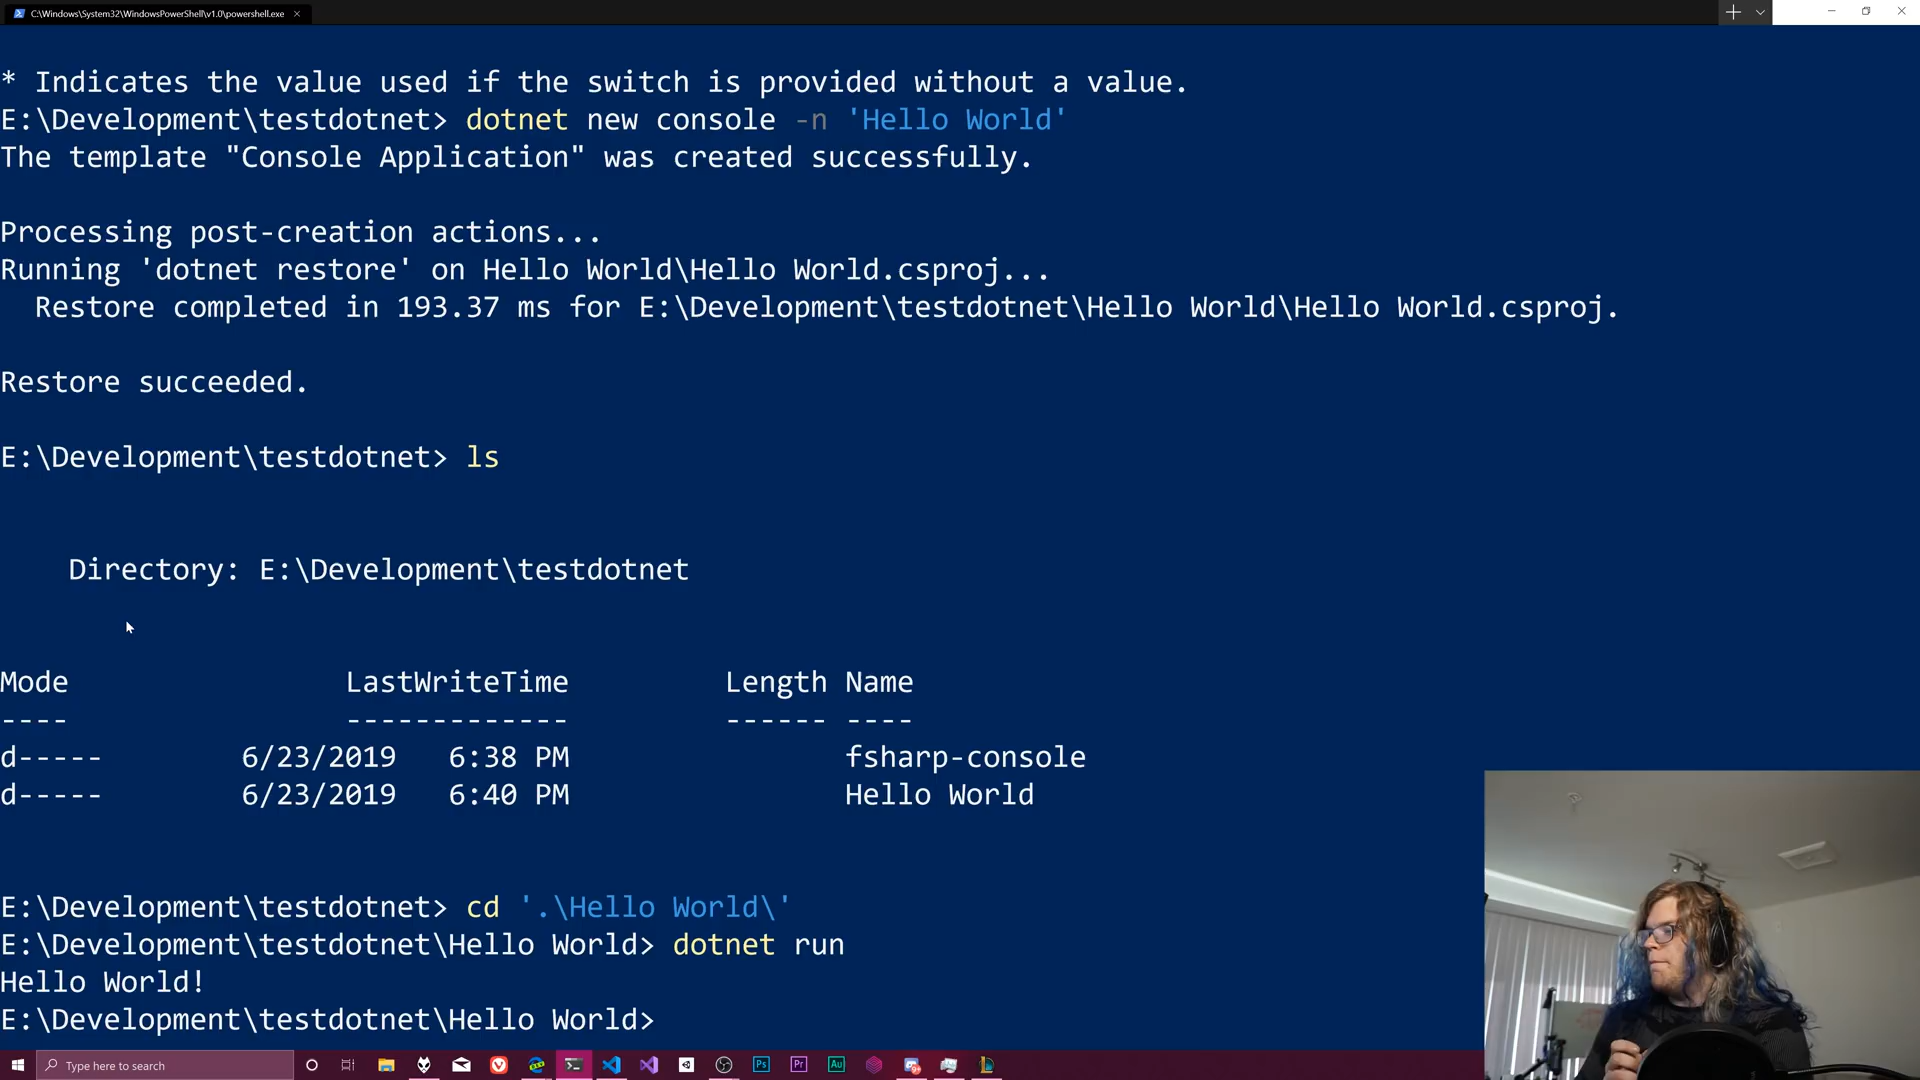 C:\Windows\System32\WindowsPowerShell\v1.0\powershell.exe
* Indicates the value used if the switch is provided without a value.
E:\Development\testdotnet> dotnet new console -n 'Hello World'
The template "Console Application" was created successfully.
Processing post-creation actions...
Running 'dotnet restore' on Hello World\Hello World.csproj...
Restore completed in 193.37 ms for E:\Development\testdotnet\Hello World\Hello World.csproj.
Restore succeeded.
E:\Development\testdotnet> ls
Directory: E:\Development\testdotnet
Mode LastWriteTime Length Name
---- ------------- ------ ----
d----- 6/23/2019 6:38 PM fsharp-console
d----- 6/23/2019 6:40 PM Hello World
E:\Development\testdotnet> cd '.\Hello World\'
E:\Development\testdotnet\Hello World> dotnet run
Hello World!
E:\Development\testdotnet\Hello World>
Type here to search
Ps
Pr
Au